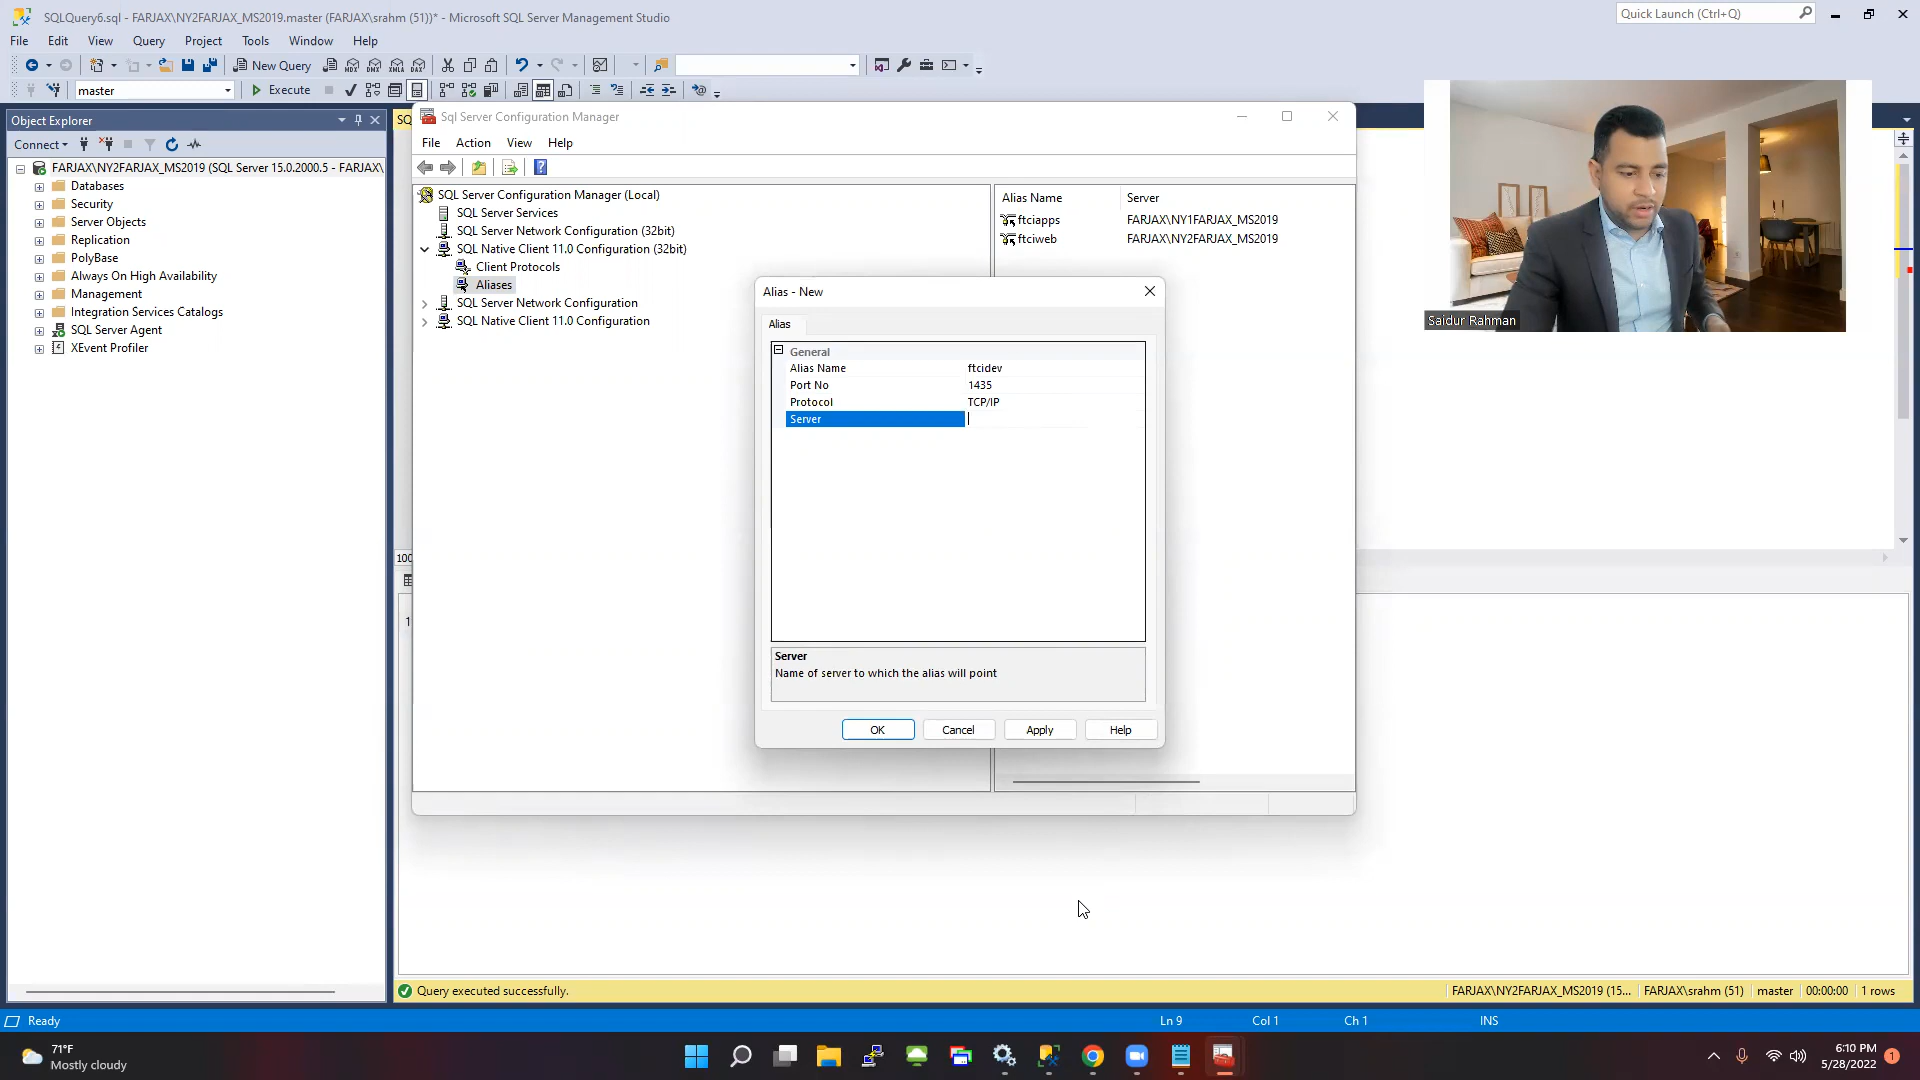 SQLQuery6.sql - FARJAX\NY2FARJAX_MS2019.master (FARJAX\srahm (51))* - Microsoft SQL Server Management Studio
Quick Launch (Ctrl+Q)
File Edit View Query Project Tools Window Help
New Query
master
Execute
Object Explorer
Connect
FARJAX\NY2FARJAX_MS2019 (SQL Server 15.0.2000.5 - FARJAX\
Databases
Security
Server Objects
Replication
PolyBase
Always On High Availability
Management
Integration Services Catalogs
SQL Server Agent
XEvent Profiler
SQ
Sql Server Configuration Manager
File Action View Help
SQL Server Configuration Manager (Local)
SQL Server Services
SQL Server Network Configuration (32bit)
SQL Native Client 11.0 Configuration (32bit)
Client Protocols
Aliases
SQL Server Network Configuration
SQL Native Client 11.0 Configuration
Alias Name Server
ftciapps FARJAX\NY1FARJAX_MS2019
ftciweb FARJAX\NY2FARJAX_MS2019
Alias - New
Alias
General
Alias Name ftcidev
Port No 1435
Protocol TCP/IP
Server
Server
Name of server to which the alias will point
OK Cancel Apply Help
100
1
Saidur Rahman
Query executed successfully.
FARJAX\NY2FARJAX_MS2019 (15... FARJAX\srahm (51) master 00:00:00 1 rows
Ready
Ln 9 Col 1 Ch 1 INS
71°F
Mostly cloudy
6:10 PM
5/28/2022
1